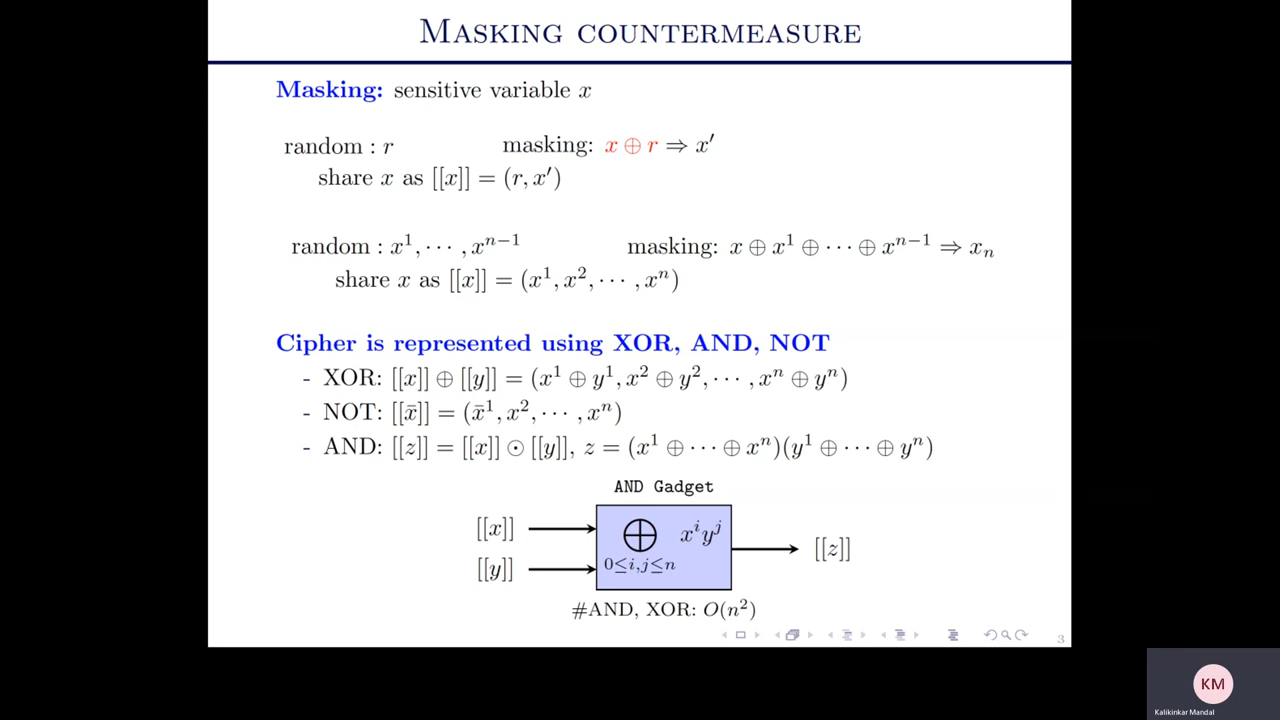 MASKING COUNTERMEASURE
Masking: sensitive variable x
random : r masking: x ⊕ r ⇒ x′
share x as [[x]] = (r, x′)
random : x¹, ⋯ , xⁿ⁻¹ masking: x ⊕ x¹ ⊕ ⋯ ⊕ xⁿ⁻¹ ⇒ xₙ
share x as [[x]] = (x¹, x², ⋯ , xⁿ)
Cipher is represented using XOR, AND, NOT
- XOR: [[x]] ⊕ [[y]] = (x¹ ⊕ y¹, x² ⊕ y², ⋯ , xⁿ ⊕ yⁿ)
- NOT: [[x̄]] = (x̄¹, x², ⋯ , xⁿ)
- AND: [[z]] = [[x]] ⊙ [[y]], z = (x¹ ⊕ ⋯ ⊕ xⁿ)(y¹ ⊕ ⋯ ⊕ yⁿ)
AND Gadget
[[x]]
[[y]]
⊕ xⁱyʲ
0≤i,j≤n
[[z]]
#AND, XOR: O(n²)
3
KM
Kalikinkar Mandal